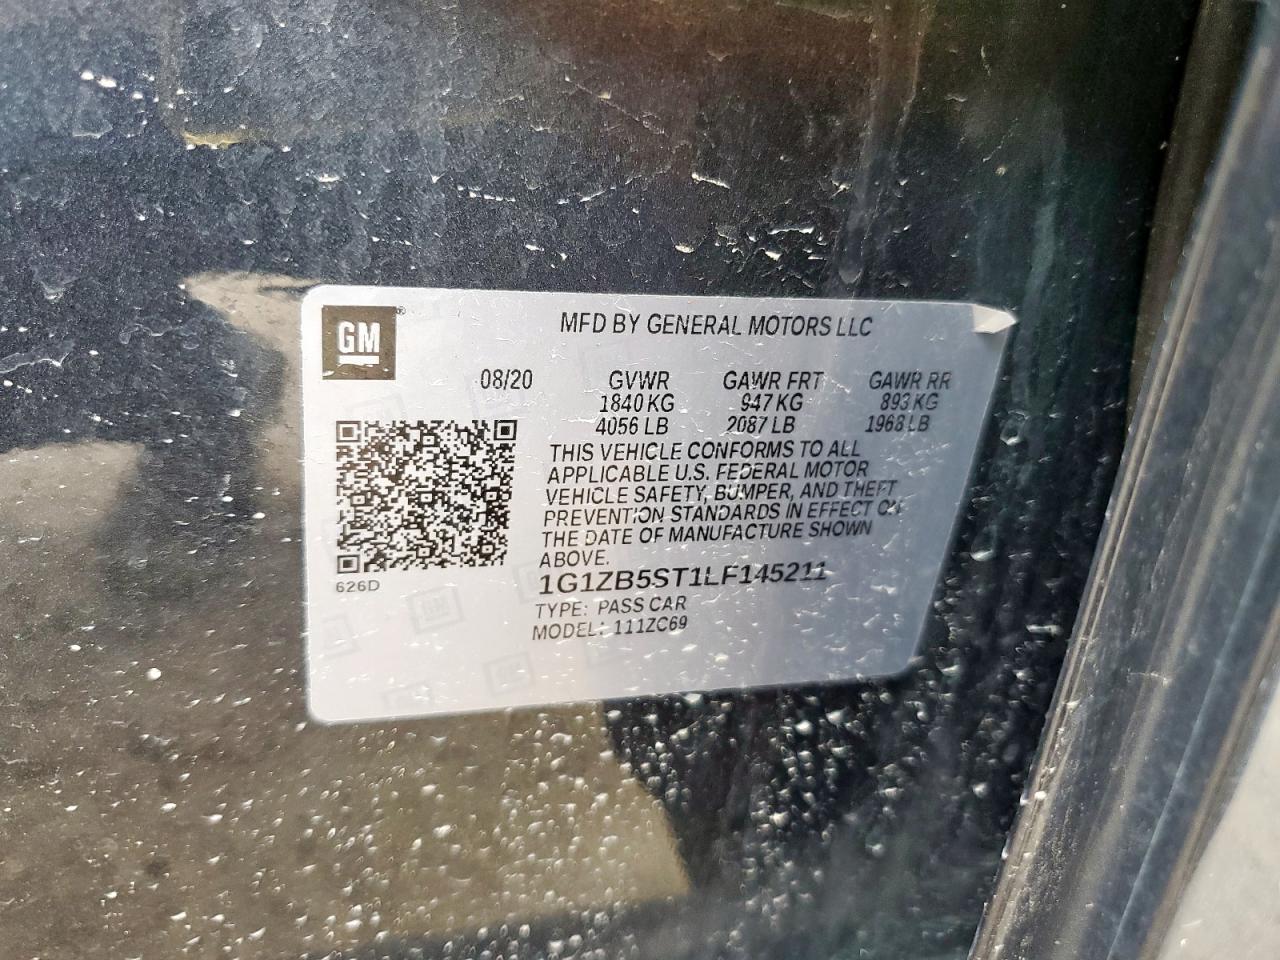 GM
MFD BY GENERAL MOTORS LLC
08/20 GVWR GAWR FRT GAWR RR
1840 KG 947 KG 893 KG
4056 LB 2087 LB 1968 LB
THIS VEHICLE CONFORMS TO ALL
APPLICABLE U.S. FEDERAL MOTOR
VEHICLE SAFETY, BUMPER, AND THEFT
PREVENTION STANDARDS IN EFFECT ON
THE DATE OF MANUFACTURE SHOWN
ABOVE.
626D
1G1ZB5ST1LF145211
TYPE: PASS CAR
MODEL: 111ZC69